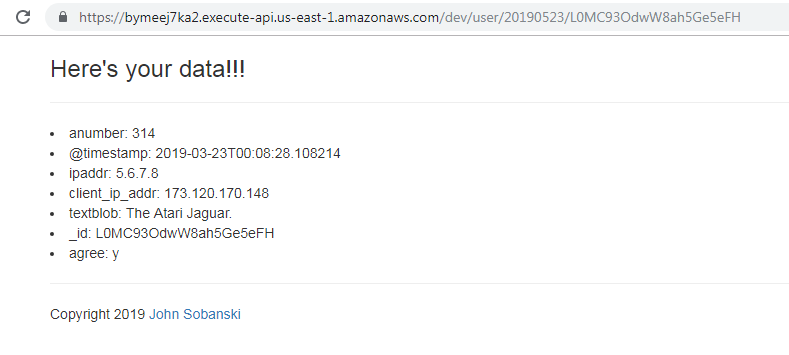 https://bymeej7ka2.execute-api.us-east-1.amazonaws.com/dev/user/20190523/L0MC93OdwW8ah5Ge5eFH
Here's your data!!!
• anumber: 314
• @timestamp: 2019-03-23T00:08:28.108214
• ipaddr: 5.6.7.8
• client_ip_addr: 173.120.170.148
• textblob: The Atari Jaguar.
• _id: L0MC93OdwW8ah5Ge5eFH
• agree: y
Copyright 2019 John Sobanski